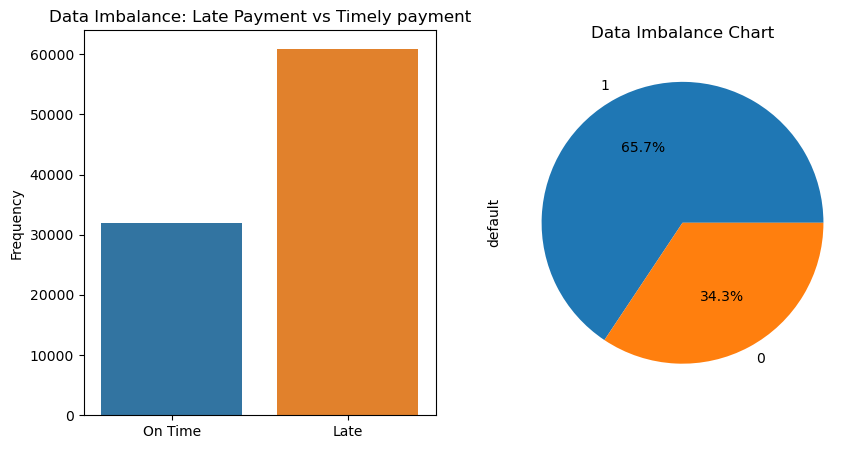 Data Imbalance: Late Payment vs Timely payment
60000
50000
40000
30000
20000
10000
0
Frequency
On Time
Late
Data Imbalance Chart
default
1
65.7%
34.3%
0